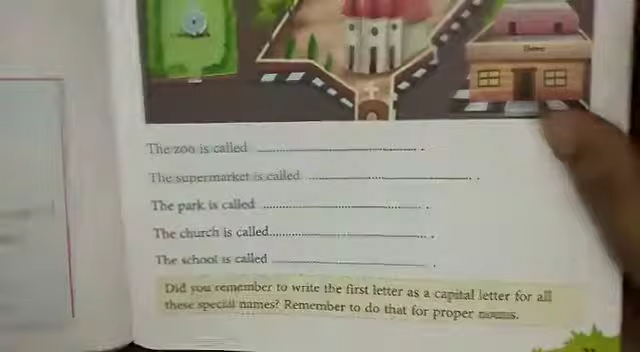 The zoo is called .................... .
The supermarket is called .................... .
The park is called .................... .
The church is called.................... .
The school is called .................... .
Did you remember to write the first letter as a capital letter for all
these special names? Remember to do that for proper nouns.